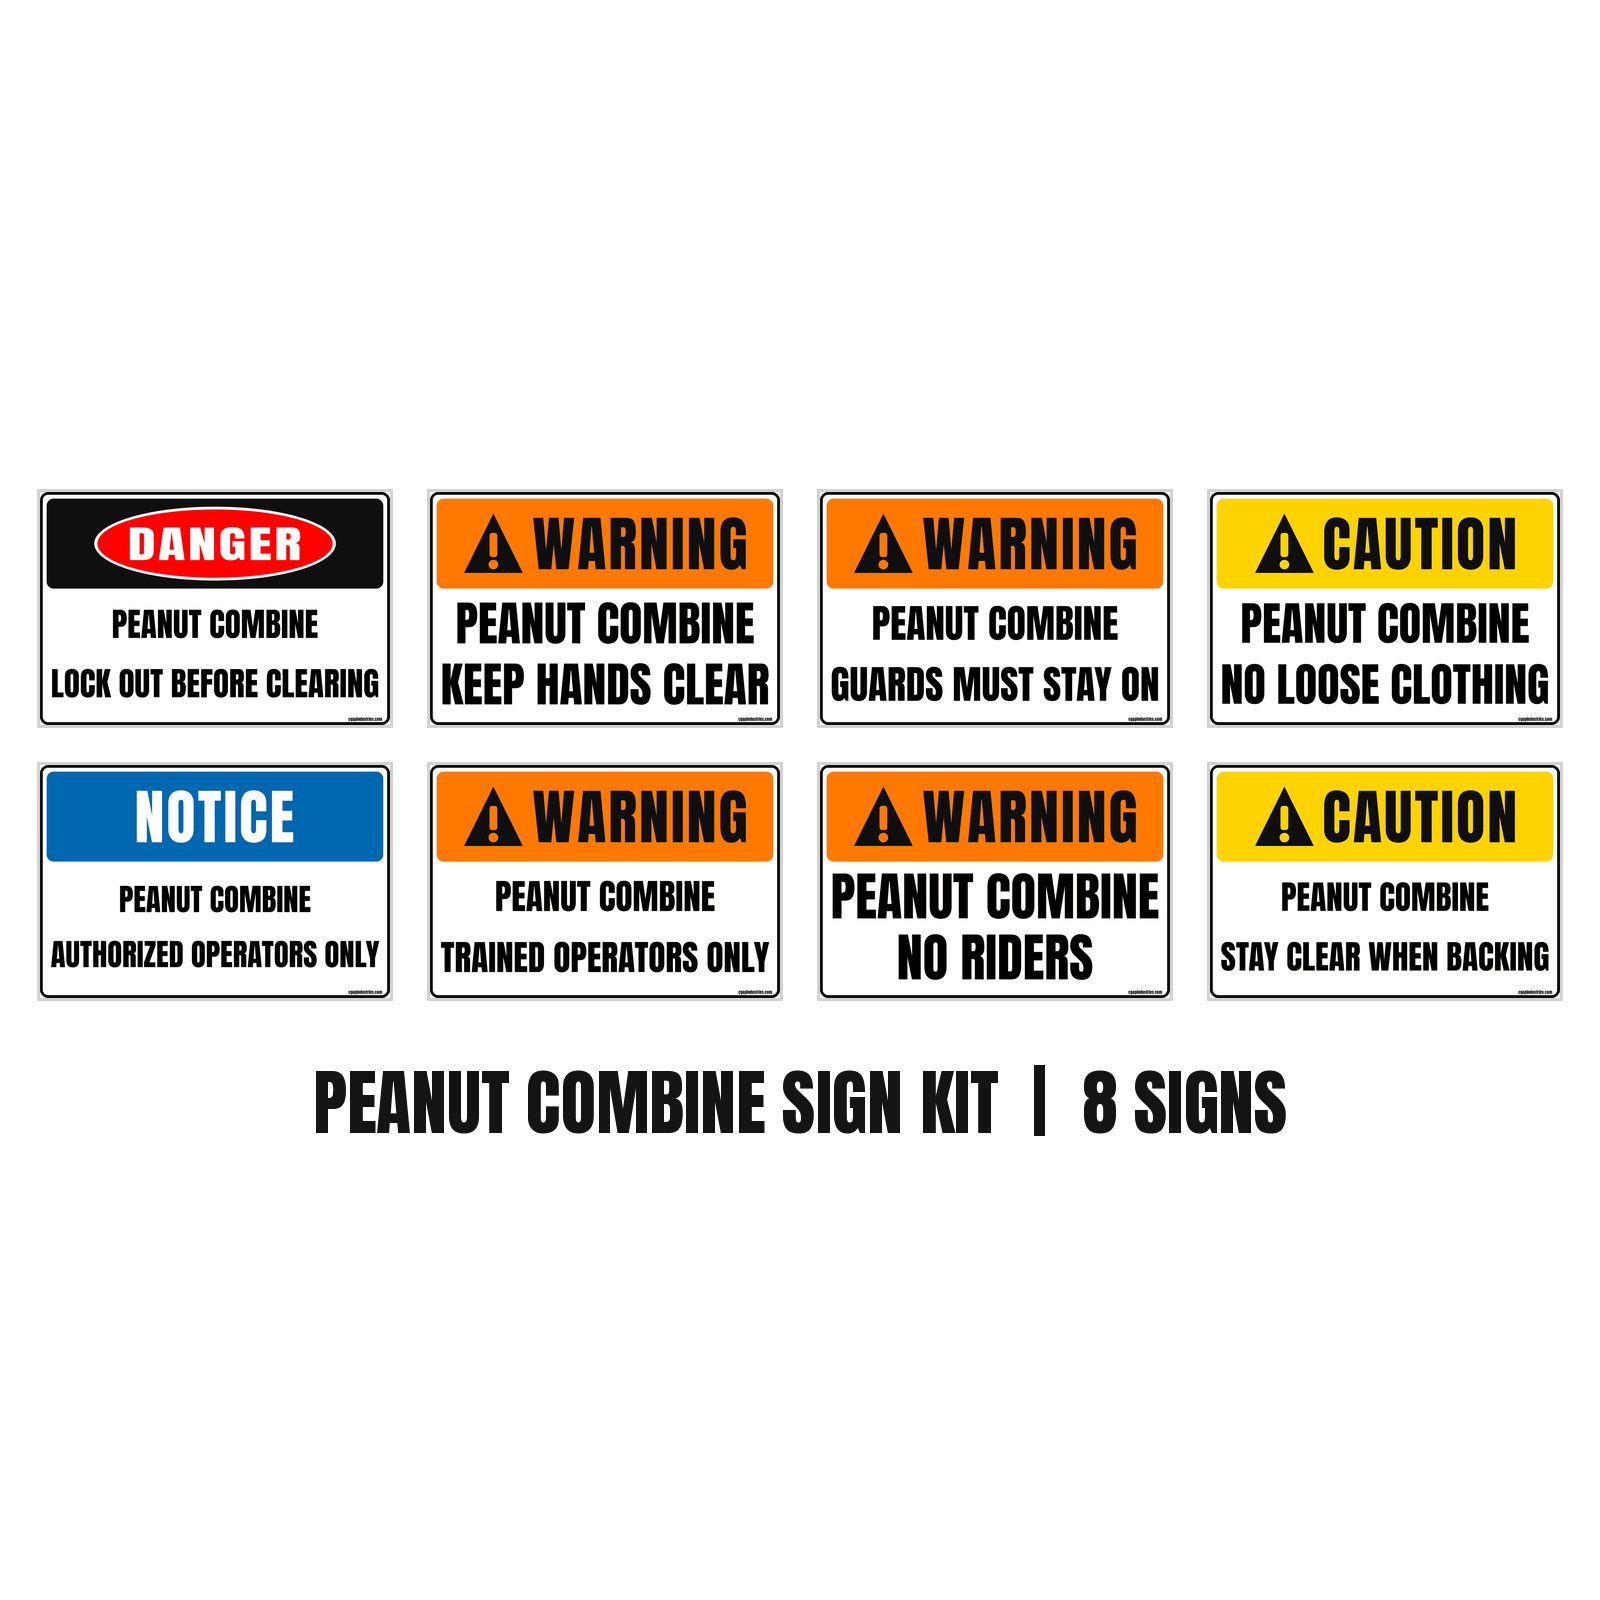 DANGER
PEANUT COMBINE
LOCK OUT BEFORE CLEARING
WARNING
PEANUT COMBINE
KEEP HANDS CLEAR
WARNING
PEANUT COMBINE
GUARDS MUST STAY ON
CAUTION
PEANUT COMBINE
NO LOOSE CLOTHING
NOTICE
PEANUT COMBINE
AUTHORIZED OPERATORS ONLY
WARNING
PEANUT COMBINE
TRAINED OPERATORS ONLY
WARNING
PEANUT COMBINE
NO RIDERS
CAUTION
PEANUT COMBINE
STAY CLEAR WHEN BACKING
PEANUT COMBINE SIGN KIT | 8 SIGNS